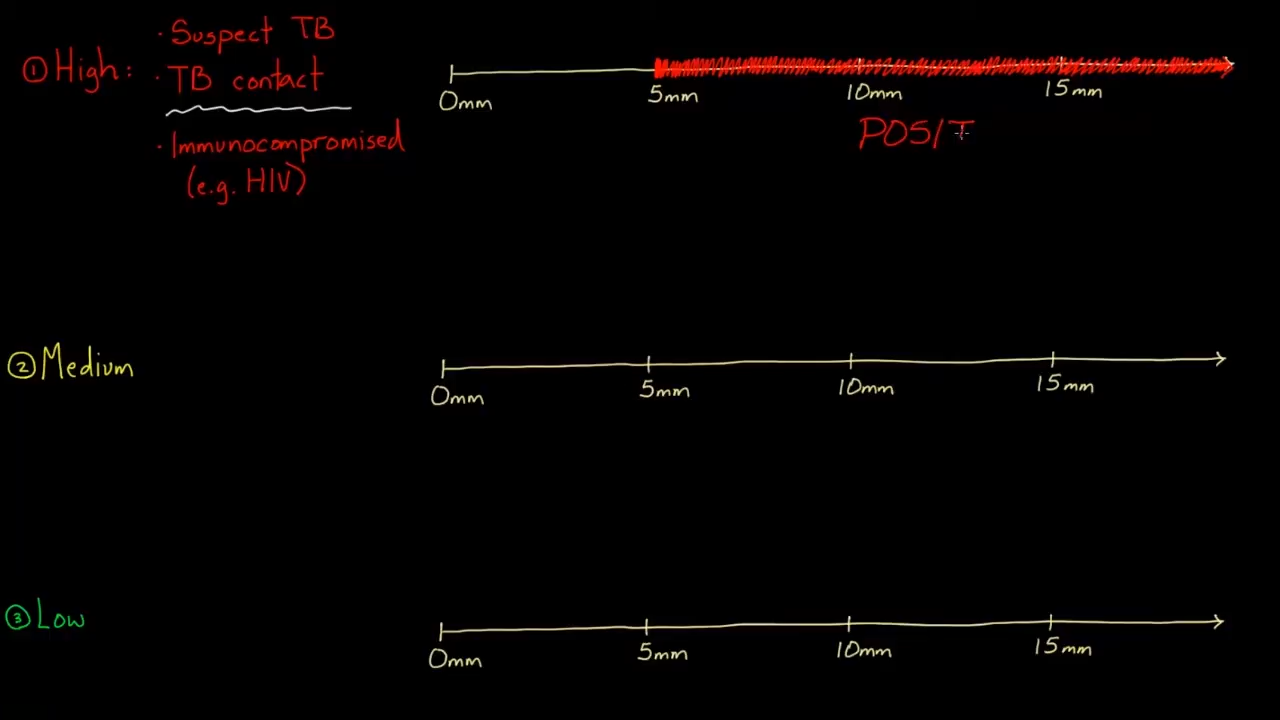 · Suspect TB
① High: · TB contact
· Immunocompromised
(e.g. HIV)
0mm 5mm 10mm 15mm
POSIT
② Medium
0mm 5mm 10mm 15mm
③ Low
0mm 5mm 10mm 15mm